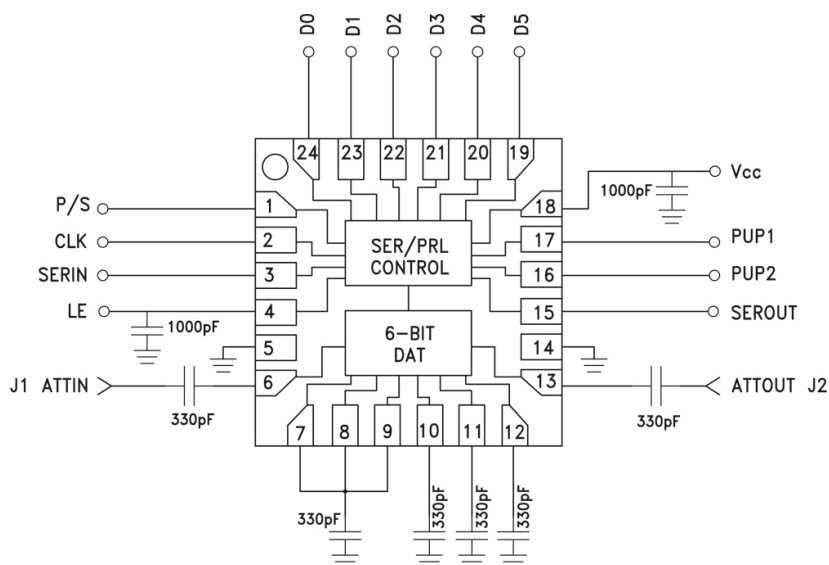 D0
D1
D2
D3
D4
D5
24
23
22
21
20
19
P/S
1
18
1000pF
Vcc
CLK
2
SER/PRL
CONTROL
17
PUP1
SERIN
3
16
PUP2
LE
4
15
SEROUT
1000pF
5
6-BIT
DAT
14
J1 ATTIN
6
13
ATTOUT J2
330pF
330pF
7
8
9
10
11
12
330pF
330pF
330pF
330pF